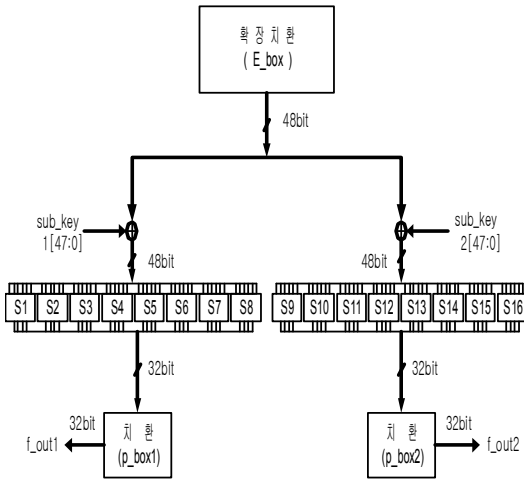 확 장 치 환
( E_box )
48bit
sub_key
1[47:0]
sub_key
2[47:0]
48bit
48bit
S1 S2 S3 S4 S5 S6 S7 S8
S9 S10 S11 S12 S13 S14 S15 S16
32bit
32bit
32bit
치 환
(p_box1)
f_out1
치 환
(p_box2)
32bit
f_out2